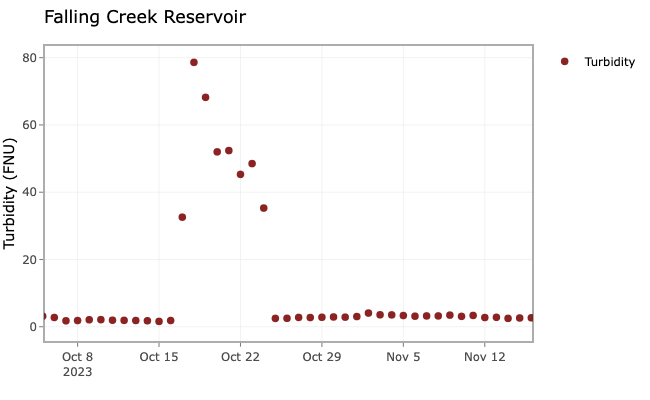 Falling Creek Reservoir
Turbidity
Turbidity (FNU)
80
60
40
20
0
Oct 8
2023
Oct 15
Oct 22
Oct 29
Nov 5
Nov 12